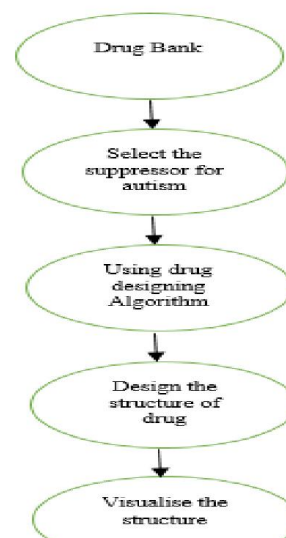 Drug Bank
Select the
suppressor for
autism
Using drug
designing
Algorithm
Design the
structure of
drug
Visualise the
structure